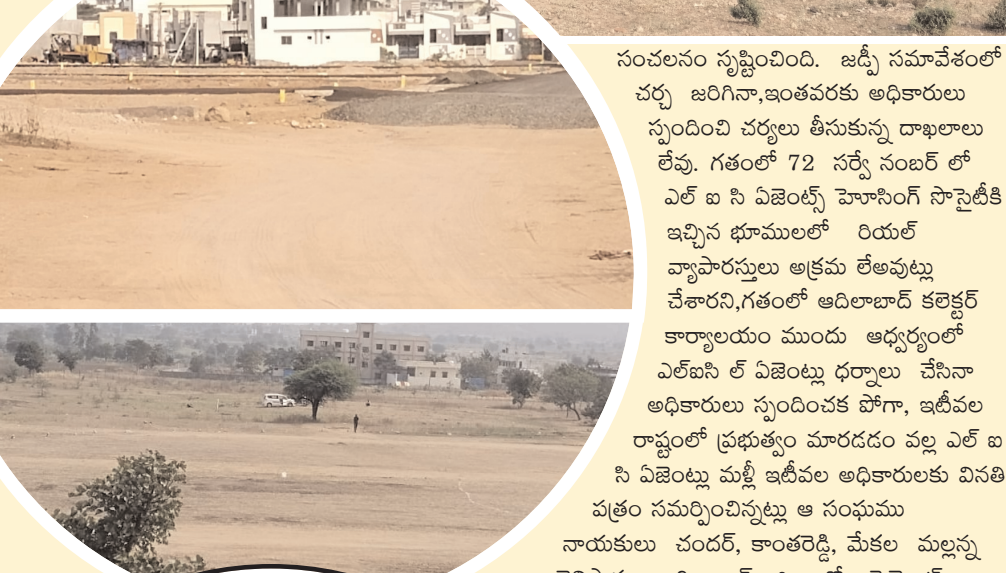 సంచలనం సృష్టించింది. జడ్పీ సమావేశంలో
చర్చ జరిగినా,ఇంతవరకు అధికారులు
స్పందించి చర్యలు తీసుకున్న దాఖలాలు
లేవు. గతంలో 72 సర్వే నంబర్ లో
ఎల్ ఐ సి ఏజెంట్స్ హెూసింగ్ సొసైటీకి
ఇచ్చిన భూములలో రియల్
వ్యాపారస్తులు అక్రమ లేఅవుట్లు
చేశారని,గతంలో ఆదిలాబాద్ కలెక్టర్
కార్యాలయం ముందు ఆధ్వర్యంలో
ఎల్ఐసి ల్ ఏజెంట్లు ధర్నాలు చేసినా
అధికారులు స్పందించక పోగా, ఇటీవల
రాష్టంలో ప్రభుత్వం మారడడం వల్ల ఎల్ ఐ
సి ఏజెంట్లు మళ్లీ ఇటీవల అధికారులకు వినతి
పత్రం సమర్పించిన్నట్లు ఆ సంఘము
నాయకులు చందర్, కాంతరెడ్డి, మేకల మల్లన్న